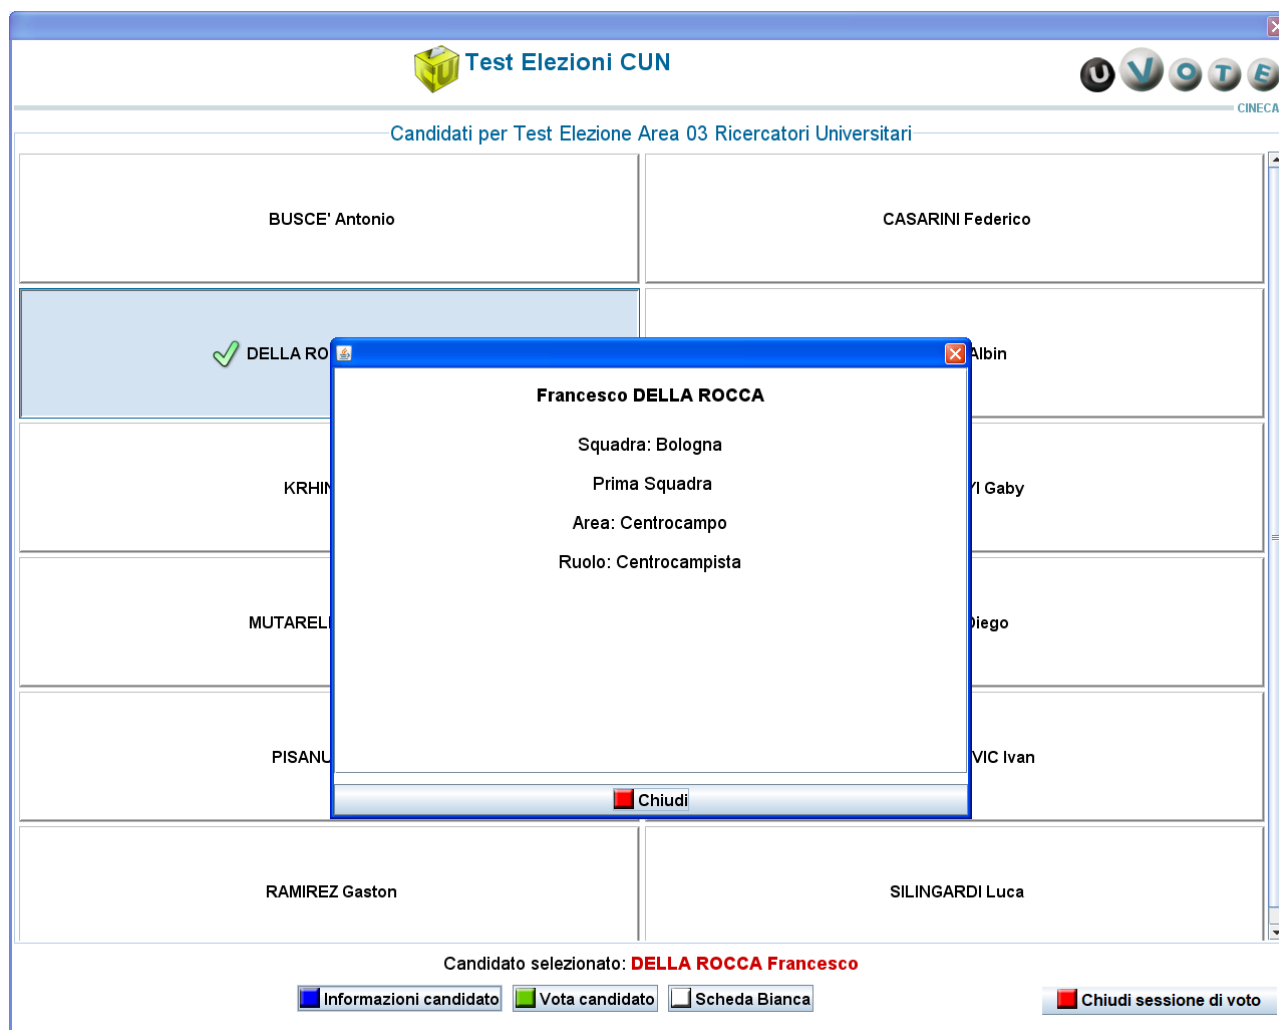 Test Elezioni CUN
U VOTE
CINECA
Candidati per Test Elezione Area 03 Ricercatori Universitari
BUSCE' Antonio
CASARINI Federico
DELLA RO
Albin
Francesco DELLA ROCCA
Squadra: Bologna
Prima Squadra
Area: Centrocampo
Ruolo: Centrocampista
KRHIN
Gaby
MUTAREL
Diego
PISANU
VIC Ivan
Chiudi
RAMIREZ Gaston
SILINGARDI Luca
Candidato selezionato: DELLA ROCCA Francesco
Informazioni candidato
Vota candidato
Scheda Bianca
Chiudi sessione di voto